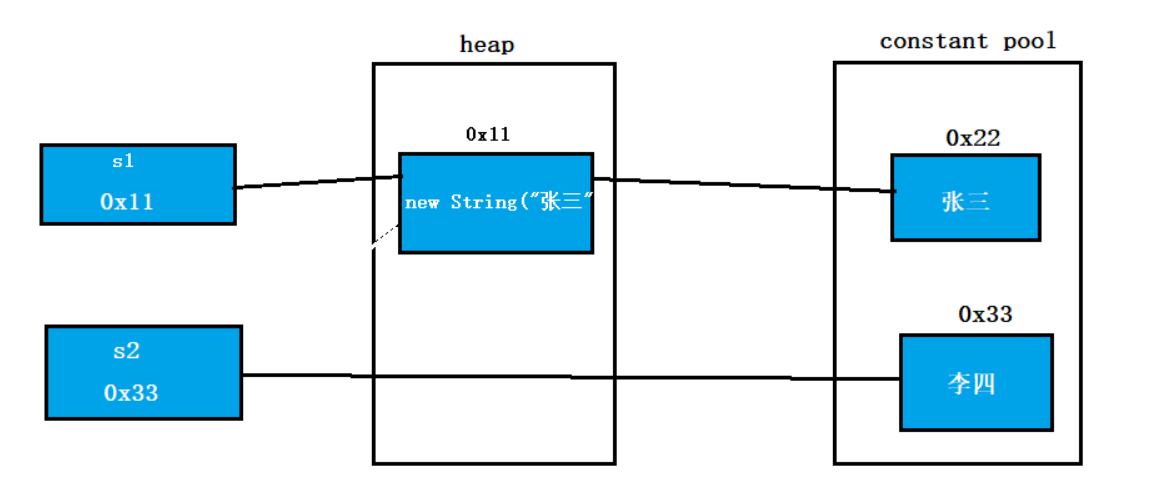 heap
constant pool
s1
0x11
0x11
new String("张三"
0x22
张三
s2
0x33
0x33
李四